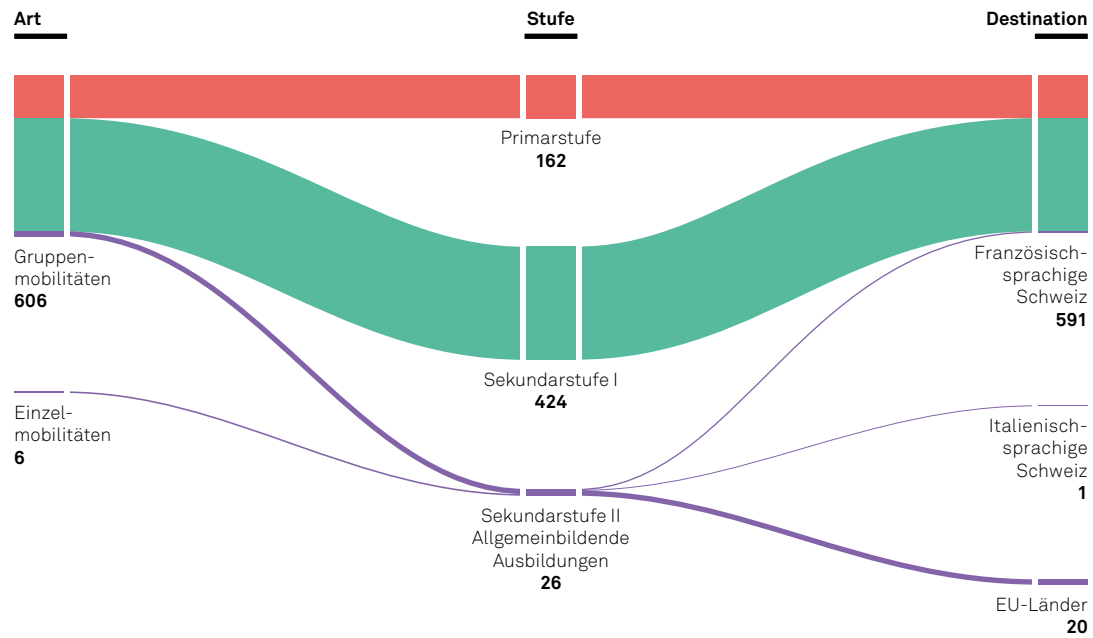 Art
Stufe
Destination
Primarstufe
162
Gruppen-
mobilitäten
606
Französisch-
sprachige
Schweiz
591
Sekundarstufe I
424
Einzel-
mobilitäten
6
Italienisch-
sprachige
Schweiz
1
Sekundarstufe II
Allgemeinbildende
Ausbildungen
26
EU-Länder
20